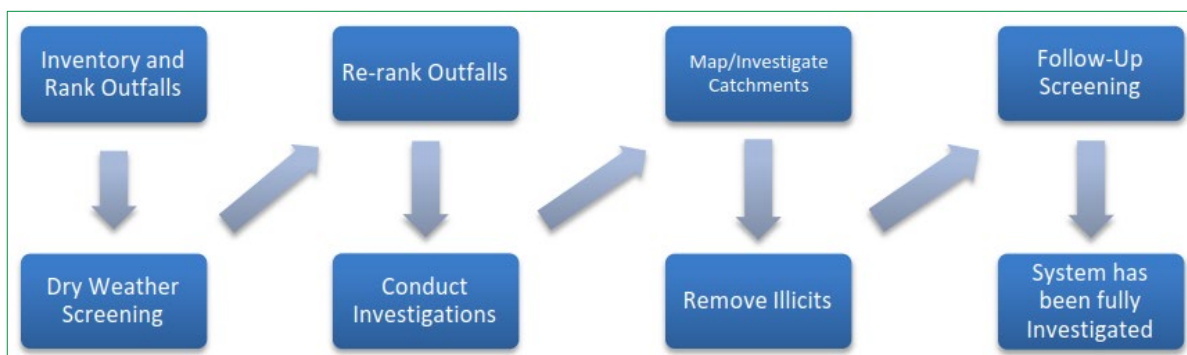 Inventory and
Rank Outfalls
Dry Weather
Screening
Re-rank Outfalls
Conduct
Investigations
Map/Investigate
Catchments
Remove Illicits
Follow-Up
Screening
System has
been fully
Investigated